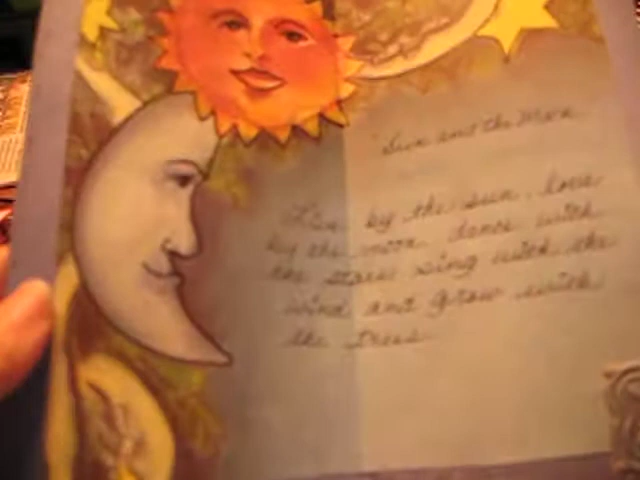 "Sun and the Moon
Live by the sun, love
by the moon, dance with
the stars, sing with the
wind and grow with
the trees